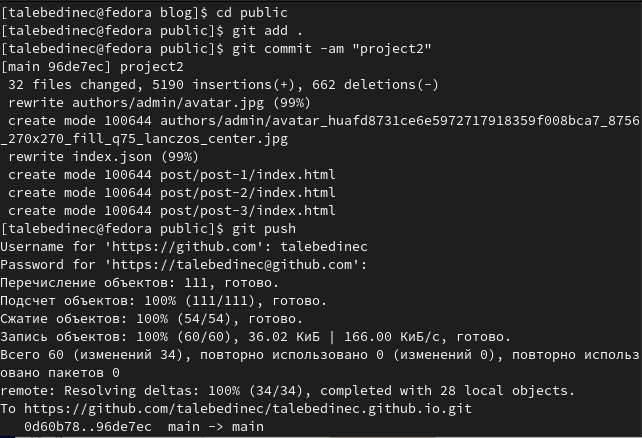 [talebedinec@fedora blog]$ cd public
[talebedinec@fedora public]$ git add .
[talebedinec@fedora public]$ git commit -am "project2"
[main 96de7ec] project2
 32 files changed, 5190 insertions(+), 662 deletions(-)
 rewrite authors/admin/avatar.jpg (99%)
 create mode 100644 authors/admin/avatar_huafd8731ce6e5972717918359f008bca7_8756
_270x270_fill_q75_lanczos_center.jpg
 rewrite index.json (99%)
 create mode 100644 post/post-1/index.html
 create mode 100644 post/post-2/index.html
 create mode 100644 post/post-3/index.html
[talebedinec@fedora public]$ git push
Username for 'https://github.com': talebedinec
Password for 'https://talebedinec@github.com':
Перечисление объектов: 111, готово.
Подсчет объектов: 100% (111/111), готово.
Сжатие объектов: 100% (54/54), готово.
Запись объектов: 100% (60/60), 36.02 КиБ | 166.00 КиБ/с, готово.
Всего 60 (изменений 34), повторно использовано 0 (изменений 0), повторно использ
овано пакетов 0
remote: Resolving deltas: 100% (34/34), completed with 28 local objects.
To https://github.com/talebedinec/talebedinec.github.io.git
   0d60b78..96de7ec  main -> main